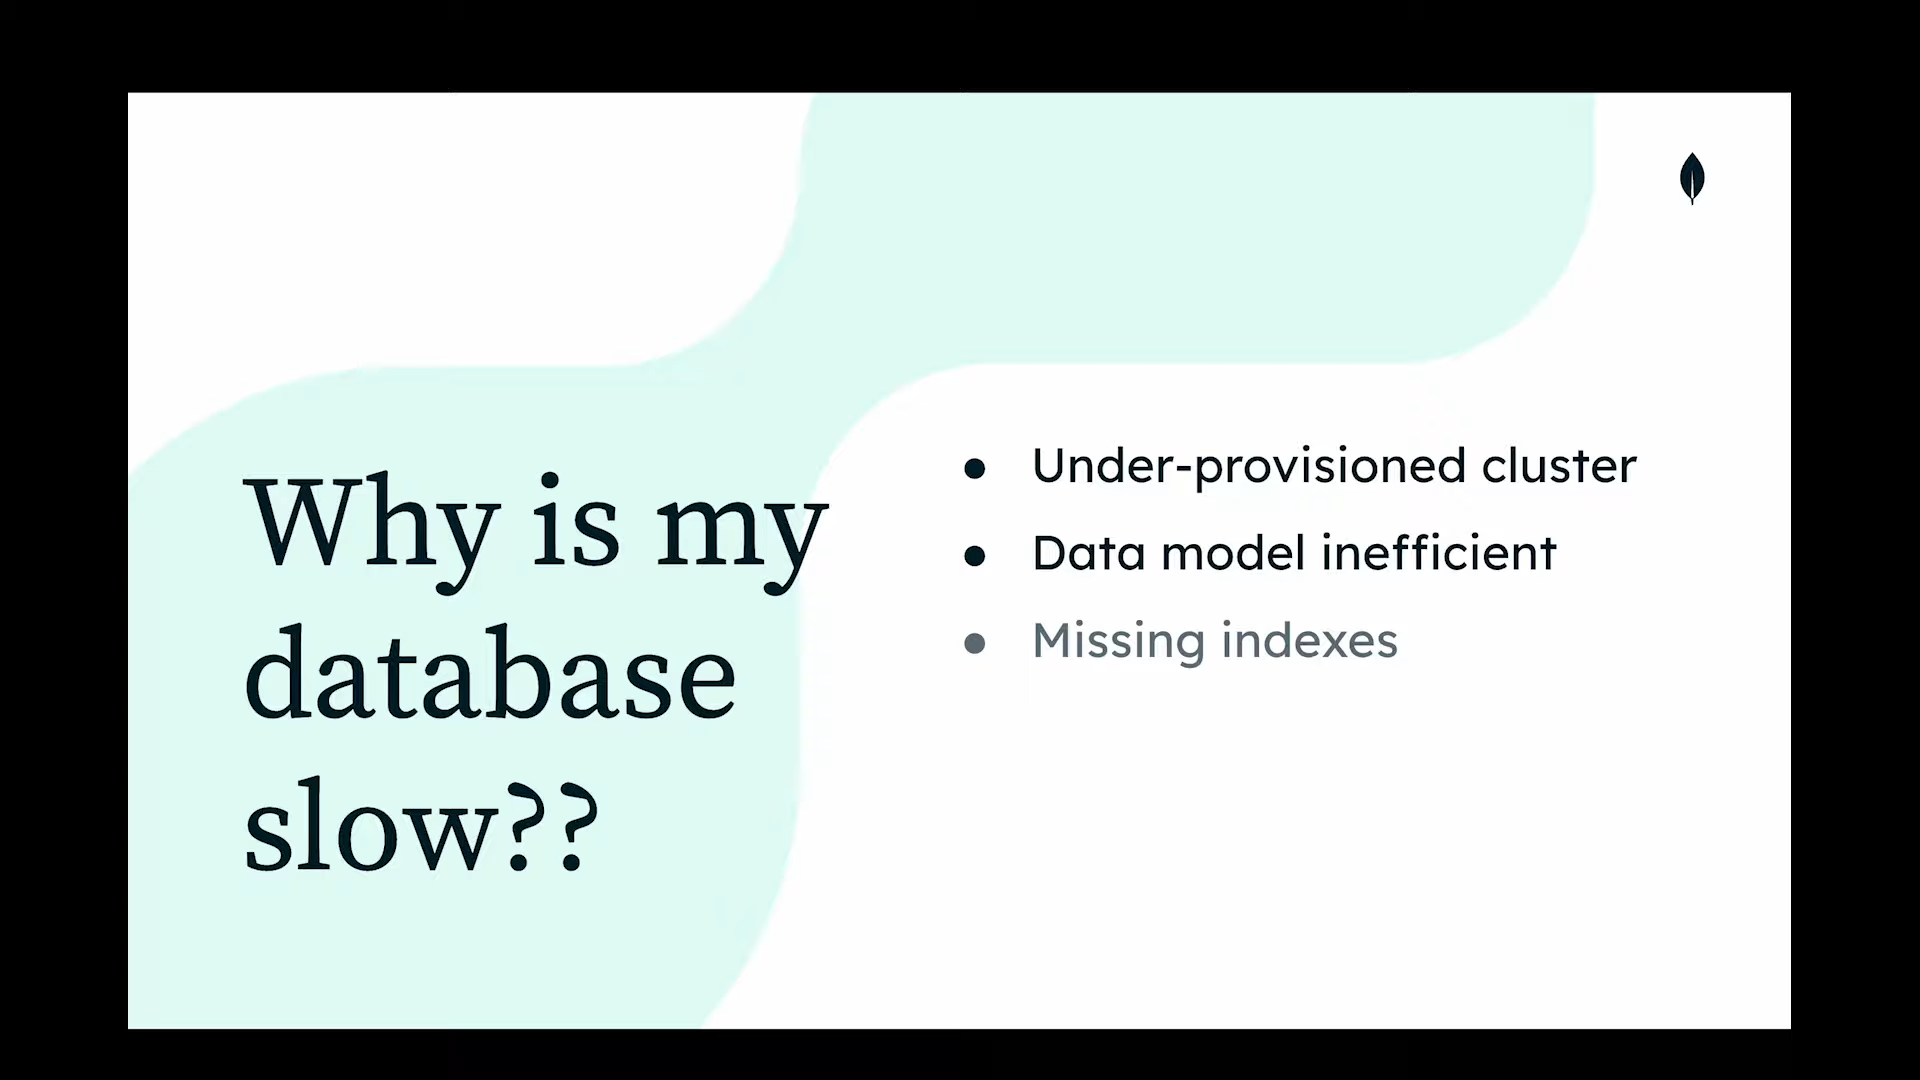 Why is my
database
slow??
● Under-provisioned cluster
● Data model inefficient
● Missing indexes